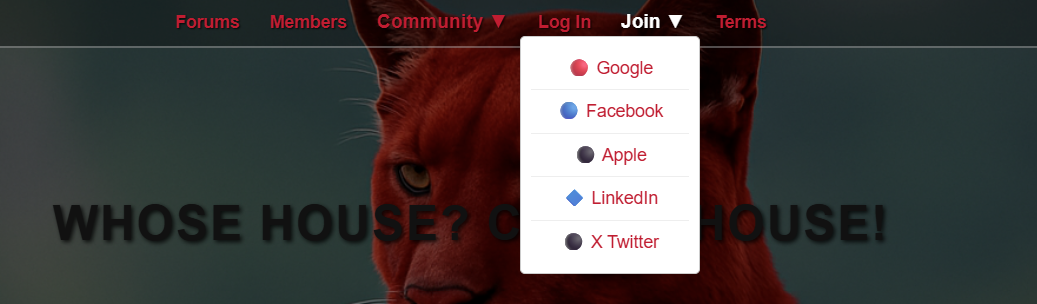 Forums Members Community ▼ Log In Join ▼ Terms
Google
Facebook
Apple
LinkedIn
X Twitter
WHOSE HOUSE? C HOUSE!